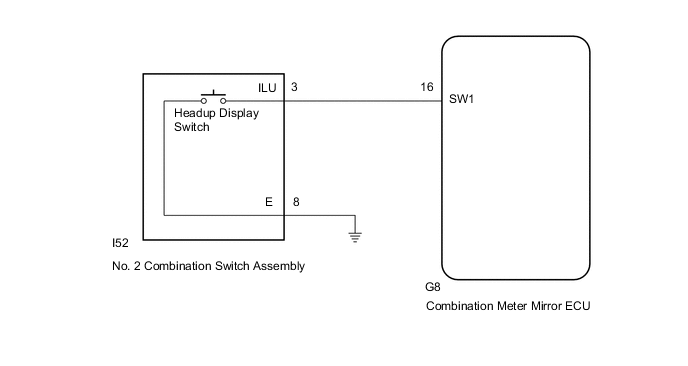 ILU
3
16
SW1
Headup Display
Switch
E
8
I52
No. 2 Combination Switch Assembly
G8
Combination Meter Mirror ECU